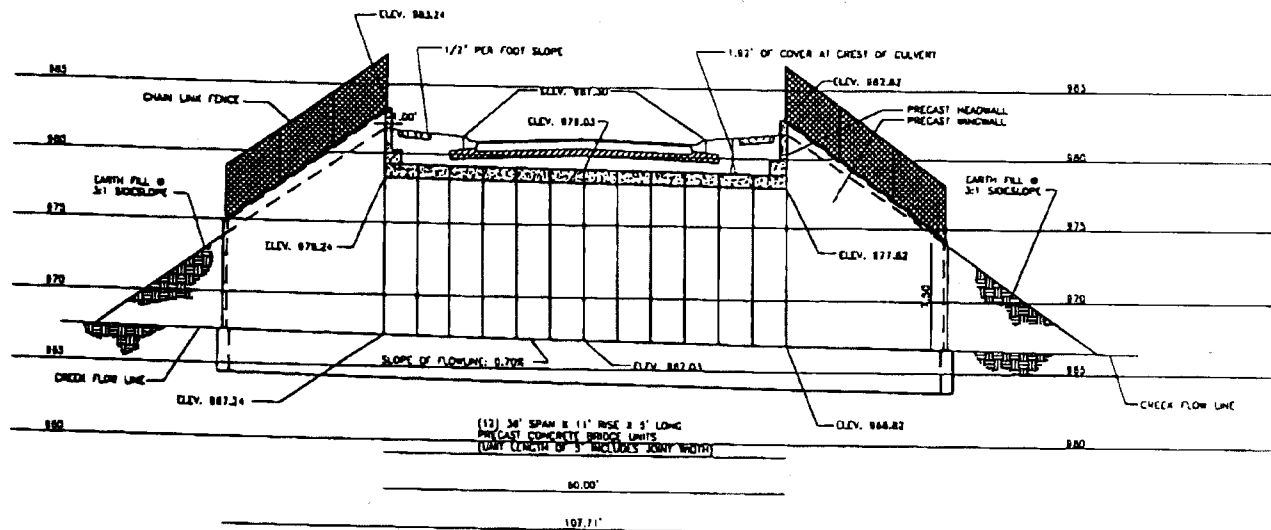 ELEV. 983.24
1/2" PER FOOT SLOPE
1.92' OF COVER AT CREST OF CULVERT
985
CHAIN LINK FENCE
ELEV. 981.30
ELEV. 982.82
985
1.00'
ELEV. 978.03
PRECAST HEADWALL
PRECAST WINGWALL
980
980
EARTH FILL @
3:1 SIDESLOPE
EARTH FILL @
3:1 SIDESLOPE
975
975
ELEV. 978.24
ELEV. 977.82
970
970
7.50
965
SLOPE OF FLOWLINE: 0.70%
ELEV. 967.03
965
CREEK FLOW LINE
ELEV. 967.24
CREEK FLOW LINE
960
(12) 36' SPAN X 11' RISE X 5' LONG
PRECAST CONCRETE BRIDGE UNITS
(UNIT LENGTH OF 5' INCLUDES JOINT WIDTH)
ELEV. 966.82
960
60.00'
107.71'